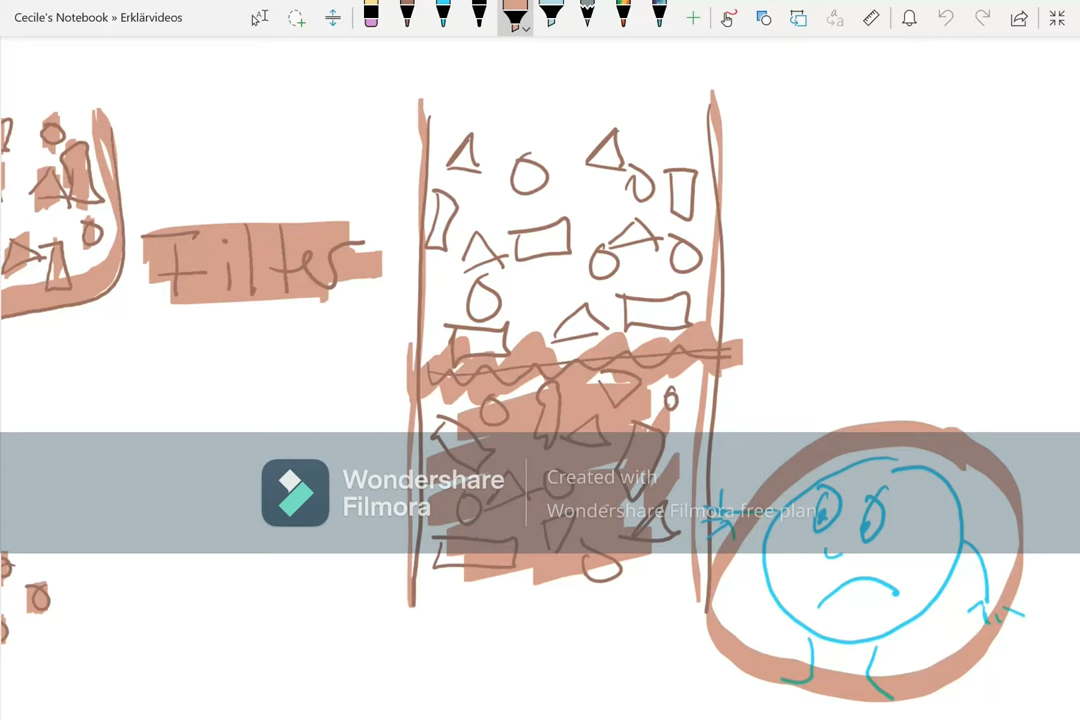 Cecile's Notebook » Erklärvideos
Filter
Wondershare
Filmora
Created with
Wondershare Filmora free plan